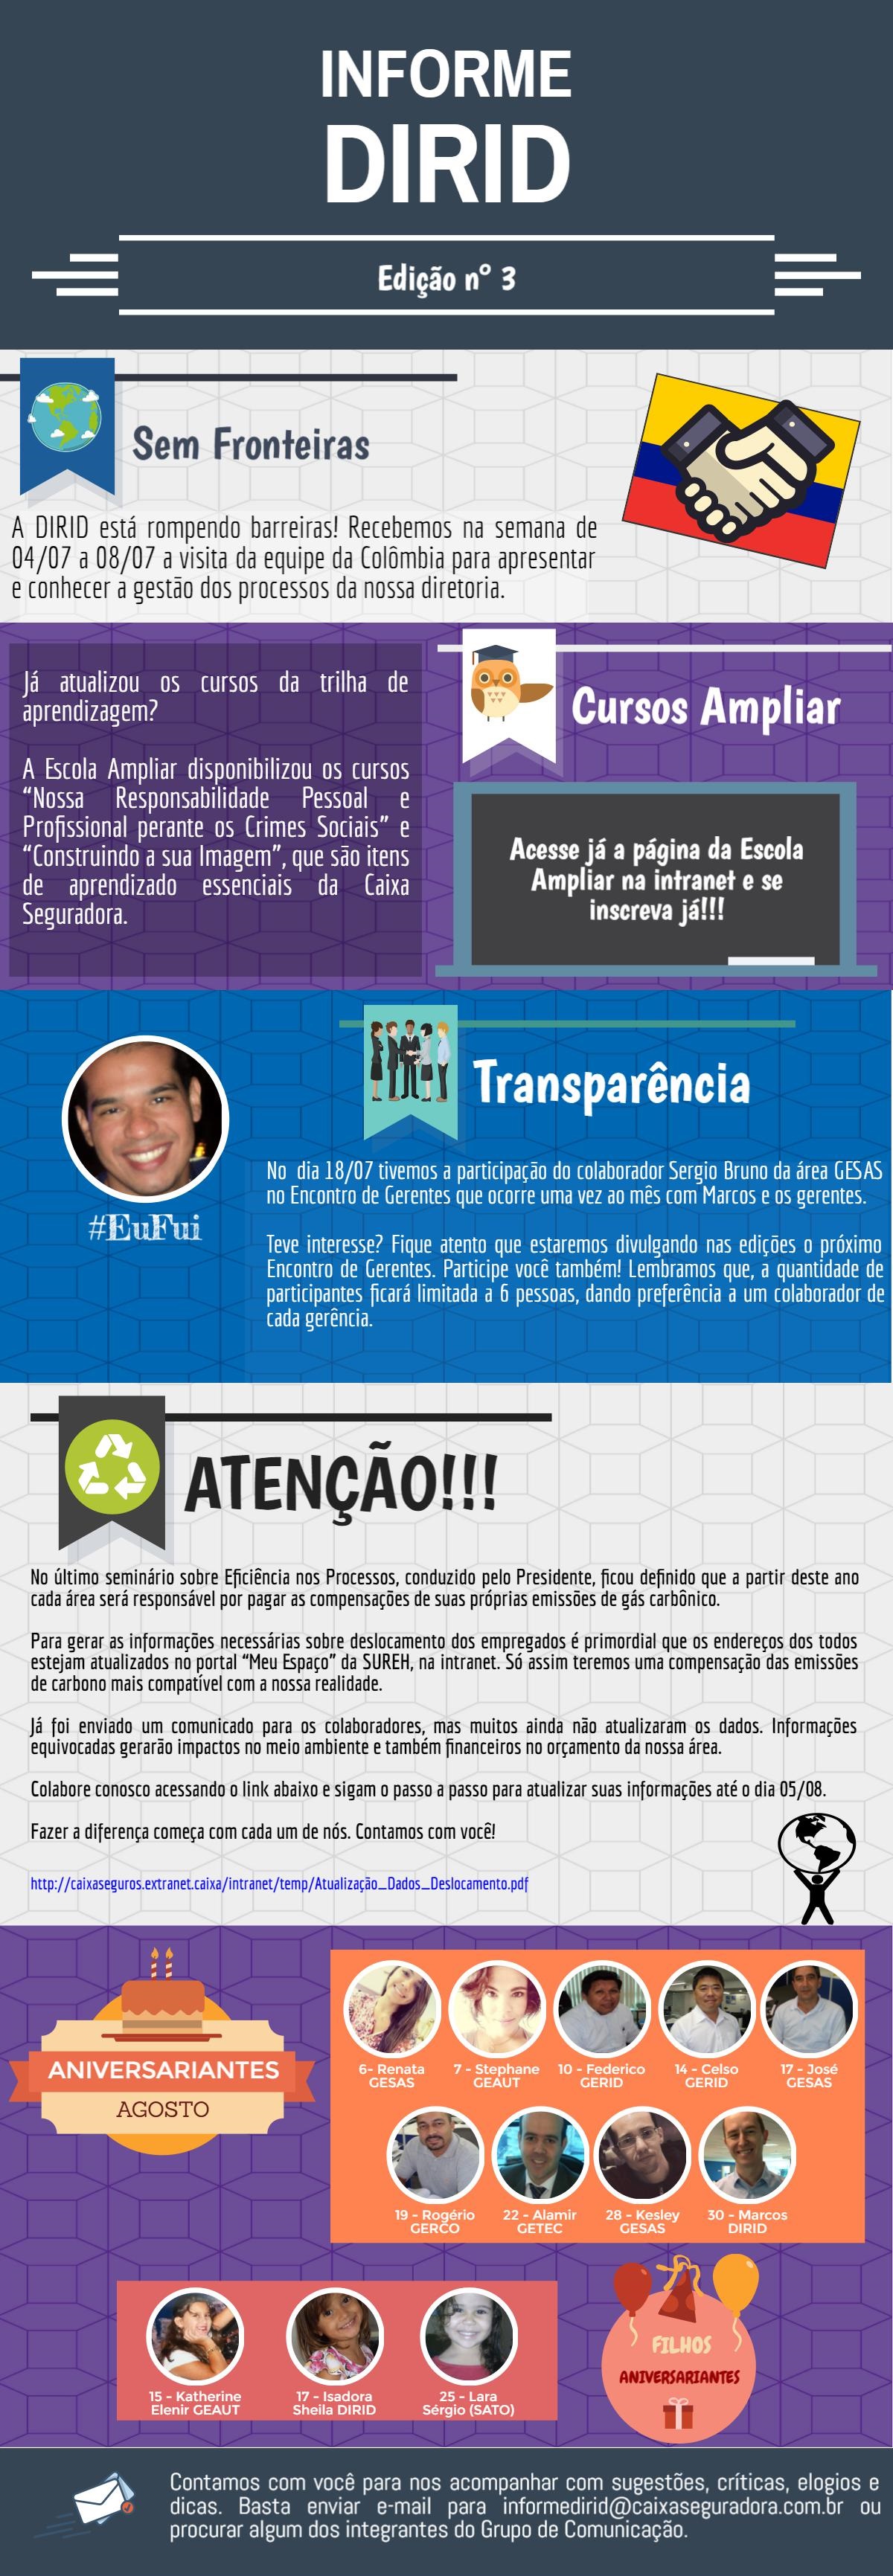 INFORME
DIRID
Edição n° 3
Sem Fronteiras
A DIRID está rompendo barreiras! Recebemos na semana de
04/07 a 08/07 a visita da equipe da Colômbia para apresentar
e conhecer a gestão dos processos da nossa diretoria.
Já atualizou os cursos da trilha de
aprendizagem?
A Escola Ampliar disponibilizou os cursos
“Nossa Responsabilidade Pessoal e
Profissional perante os Crimes Sociais” e
“Construindo a sua Imagem”, que são itens
de aprendizado essenciais da Caixa
Seguradora.
Cursos Ampliar
Acesse já a página da Escola
Ampliar na intranet e se
inscreva já!!!
Transparência
#EuFui
No dia 18/07 tivemos a participação do colaborador Sergio Bruno da área GESAS
no Encontro de Gerentes que ocorre uma vez ao mês com Marcos e os gerentes.
Teve interesse? Fique atento que estaremos divulgando nas edições o próximo
Encontro de Gerentes. Participe você também! Lembramos que, a quantidade de
participantes ficará limitada a 6 pessoas, dando preferência a um colaborador de
cada gerência.
ATENÇÃO!!!
No último seminário sobre Eficiência nos Processos, conduzido pelo Presidente, ficou definido que a partir deste ano
cada área será responsável por pagar as compensações de suas próprias emissões de gás carbônico.
Para gerar as informações necessárias sobre deslocamento dos empregados é primordial que os endereços dos todos
estejam atualizados no portal “Meu Espaço” da SUREH, na intranet. Só assim teremos uma compensação das emissões
de carbono mais compatível com a nossa realidade.
Já foi enviado um comunicado para os colaboradores, mas muitos ainda não atualizaram os dados. Informações
equivocadas gerarão impactos no meio ambiente e também financeiros no orçamento da nossa área.
Colabore conosco acessando o link abaixo e sigam o passo a passo para atualizar suas informações até o dia 05/08.
Fazer a diferença começa com cada um de nós. Contamos com você!
http://caixaseguros.extranet.caixa/intranet/temp/Atualização_Dados_Deslocamento.pdf
ANIVERSARIANTES
AGOSTO
6- Renata
GESAS
7 - Stephane
GEAUT
10 - Federico
GERID
14 - Celso
GERID
17 - José
GESAS
19 - Rogério
GERCO
22 - Alamir
GETEC
28 - Kesley
GESAS
30 - Marcos
DIRID
15 - Katherine
Elenir GEAUT
17 - Isadora
Sheila DIRID
25 - Lara
Sérgio (SATO)
FILHOS
ANIVERSARIANTES
Contamos com você para nos acompanhar com sugestões, críticas, elogios e
dicas. Basta enviar e-mail para informedirid@caixaseguradora.com.br ou
procurar algum dos integrantes do Grupo de Comunicação.